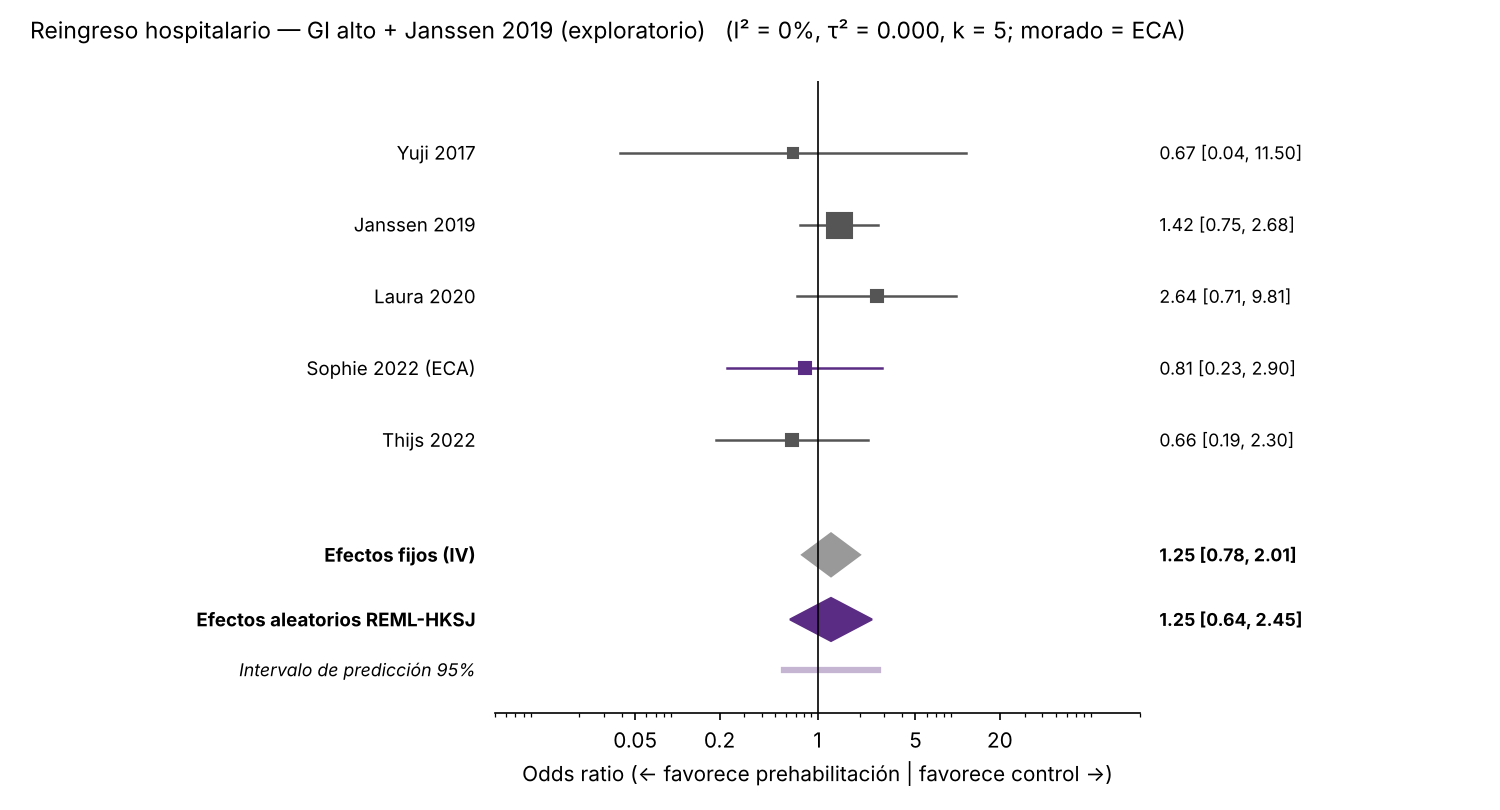 Reingreso hospitalario — GI alto + Janssen 2019 (exploratorio) (I² = 0%, τ² = 0.000, k = 5; morado = ECA)
Yuji 2017 0.67 [0.04, 11.50]
Janssen 2019 1.42 [0.75, 2.68]
Laura 2020 2.64 [0.71, 9.81]
Sophie 2022 (ECA) 0.81 [0.23, 2.90]
Thijs 2022 0.66 [0.19, 2.30]
Efectos fijos (IV) 1.25 [0.78, 2.01]
Efectos aleatorios REML-HKSJ 1.25 [0.64, 2.45]
Intervalo de predicción 95%
0.05 0.2 1 5 20
Odds ratio (← favorece prehabilitación | favorece control →)